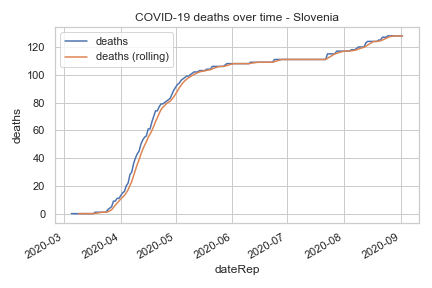 COVID-19 deaths over time - Slovenia
deaths
deaths (rolling)
120
100
80
60
40
20
0
deaths
2020-03
2020-04
2020-05
2020-06
2020-07
2020-08
2020-09
dateRep